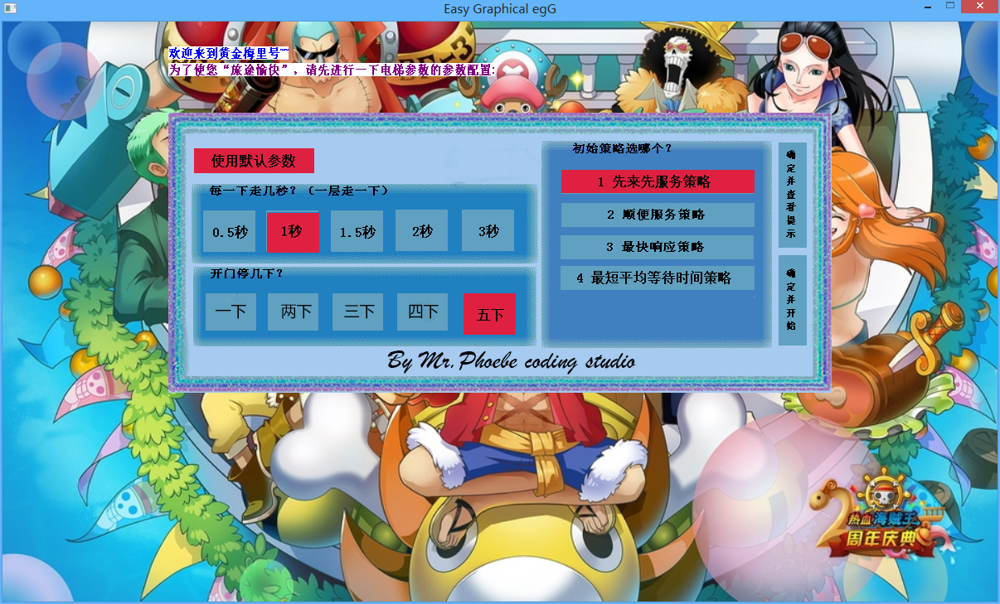 Easy Graphical egG
欢迎来到黄金梅里号~~
为了使您“旅途愉快”，请先进行一下电梯参数的参数配置:
使用默认参数
每一下走几秒？（一层走一下）
0.5秒 1秒 1.5秒 2秒 3秒
开门停几下？
一下 两下 三下 四下 五下
初始策略选哪个？
1 先来先服务策略
2 顺便服务策略
3 最快响应策略
4 最短平均等待时间策略
确定并查看提示
确定并开始
By Mr.Phoebe coding studio
2
热血海贼王
周年庆典